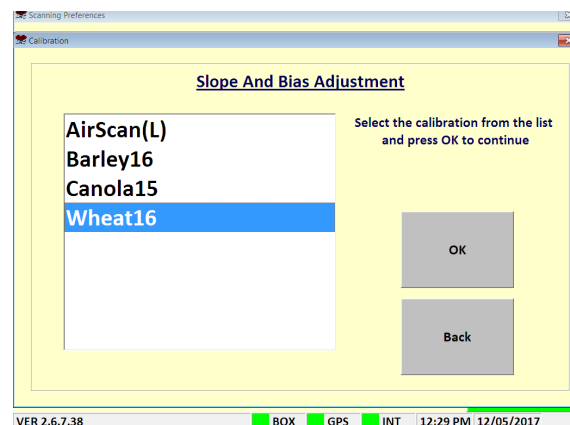 Scanning Preferences
Calibration
Slope And Bias Adjustment
AirScan(L)
Barley16
Canola15
Wheat16
Select the calibration from the list
and press OK to continue
OK
Back
VER 2.6.7.38 BOX GPS INT 12:29 PM 12/05/2017